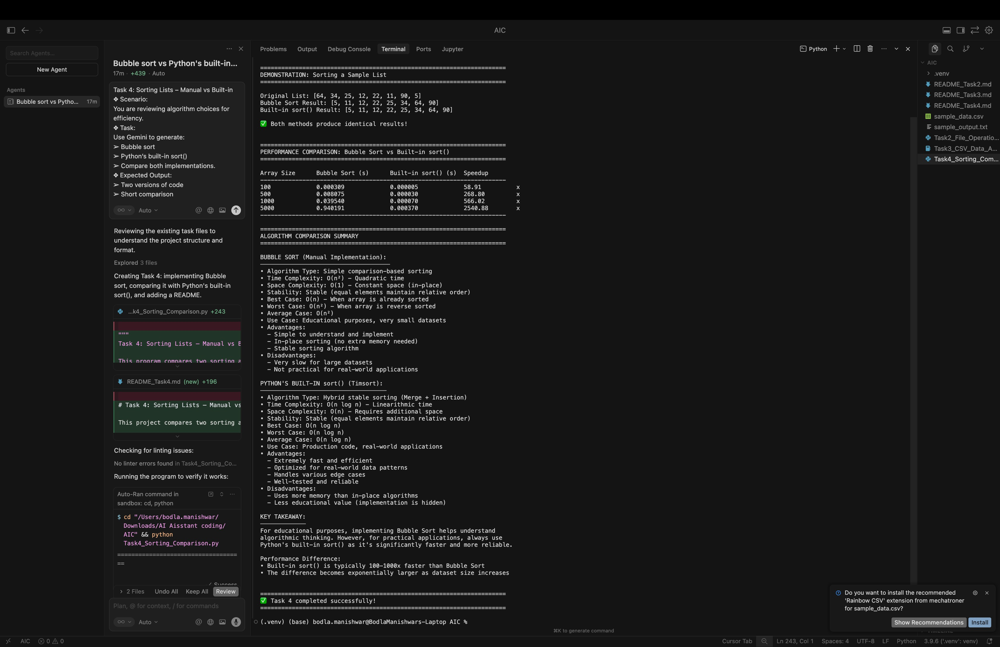 AIC
Search Agents...
New Agent
Agents
Bubble sort vs Pytho... 17m
Bubble sort vs Python's built-in...
17m · +439 · Auto
Task 4: Sorting Lists – Manual vs Built-in
❖ Scenario:
You are reviewing algorithm choices for
efficiency.
❖ Task:
Use Gemini to generate:
➢ Bubble sort
➢ Python’s built-in sort()
➢ Compare both implementations.
❖ Expected Output:
➢ Two versions of code
➢ Short comparison
Auto
Reviewing the existing task files to
understand the project structure and
format.
Explored 3 files
Creating Task 4: implementing Bubble
sort, comparing it with Python's built-in
sort(), and adding a README.
...k4_Sorting_Comparison.py +243
"""
Task 4: Sorting Lists – Manual vs B
This program compares two sorting a
README_Task4.md (new) +196
# Task 4: Sorting Lists – Manual vs
This project compares two sorting a
Checking for linting issues:
No linter errors found in Task4_Sorting_Co...
Running the program to verify it works:
Auto-Ran command in
sandbox: cd, python
$ cd "/Users/bodla.manishwar/
Downloads/AI Aisstant coding/
AIC" && python
Task4_Sorting_Comparison.py
==================================
==
✓ Success
> 2 Files Undo All Keep All Review
Plan, @ for context, / for commands
Auto
Problems Output Debug Console Terminal Ports Jupyter
Python
======================================================================
DEMONSTRATION: Sorting a Sample List
======================================================================
Original List: [64, 34, 25, 12, 22, 11, 90, 5]
Bubble Sort Result: [5, 11, 12, 22, 25, 34, 64, 90]
Built-in sort() Result: [5, 11, 12, 22, 25, 34, 64, 90]
✅ Both methods produce identical results!
======================================================================
PERFORMANCE COMPARISON: Bubble Sort vs Built-in sort()
======================================================================
Array Size Bubble Sort (s) Built-in sort() (s) Speedup
----------------------------------------------------------------------
100 0.000309 0.000005 58.91 x
500 0.008075 0.000030 268.80 x
1000 0.039540 0.000070 566.02 x
5000 0.940191 0.000370 2540.88 x
----------------------------------------------------------------------
======================================================================
ALGORITHM COMPARISON SUMMARY
======================================================================
BUBBLE SORT (Manual Implementation):
─────────────────────────────────────
• Algorithm Type: Simple comparison-based sorting
• Time Complexity: O(n²) - Quadratic time
• Space Complexity: O(1) - Constant space (in-place)
• Stability: Stable (equal elements maintain relative order)
• Best Case: O(n) - When array is already sorted
• Worst Case: O(n²) - When array is reverse sorted
• Average Case: O(n²)
• Use Case: Educational purposes, very small datasets
• Advantages:
- Simple to understand and implement
- In-place sorting (no extra memory needed)
- Stable sorting algorithm
• Disadvantages:
- Very slow for large datasets
- Not practical for real-world applications
PYTHON'S BUILT-IN sort() (Timsort):
────────────────────────────────────
• Algorithm Type: Hybrid stable sorting (Merge + Insertion)
• Time Complexity: O(n log n) - Linearithmic time
• Space Complexity: O(n) - Requires additional space
• Stability: Stable (equal elements maintain relative order)
• Best Case: O(n log n)
• Worst Case: O(n log n)
• Average Case: O(n log n)
• Use Case: Production code, real-world applications
• Advantages:
- Extremely fast and efficient
- Optimized for real-world data patterns
- Handles various edge cases
- Well-tested and reliable
• Disadvantages:
- Uses more memory than in-place algorithms
- Less educational value (implementation is hidden)
KEY TAKEAWAY:
─────────────
For educational purposes, implementing Bubble Sort helps understand
algorithmic thinking. However, for practical applications, always use
Python's built-in sort() as it's significantly faster and more reliable.
Performance Difference:
• Built-in sort() is typically 100-1000x faster than Bubble Sort
• The difference becomes exponentially larger as dataset size increases
======================================================================
✅ Task 4 completed successfully!
======================================================================
(.venv) (base) bodla.manishwar@BodlaManishwars-Laptop AIC %
⌘K to generate command
AIC
.venv
README_Task2.md
README_Task3.md
README_Task4.md
sample_data.csv
sample_output.txt
Task2_File_Operatio...
Task3_CSV_Data_A...
Task4_Sorting_Com...
Do you want to install the recommended
'Rainbow CSV' extension from mechatroner
for sample_data.csv?
Show Recommendations Install
AIC 0 0
Cursor Tab Ln 243, Col 1 Spaces: 4 UTF-8 LF Python 3.9.6 ('.venv': venv)